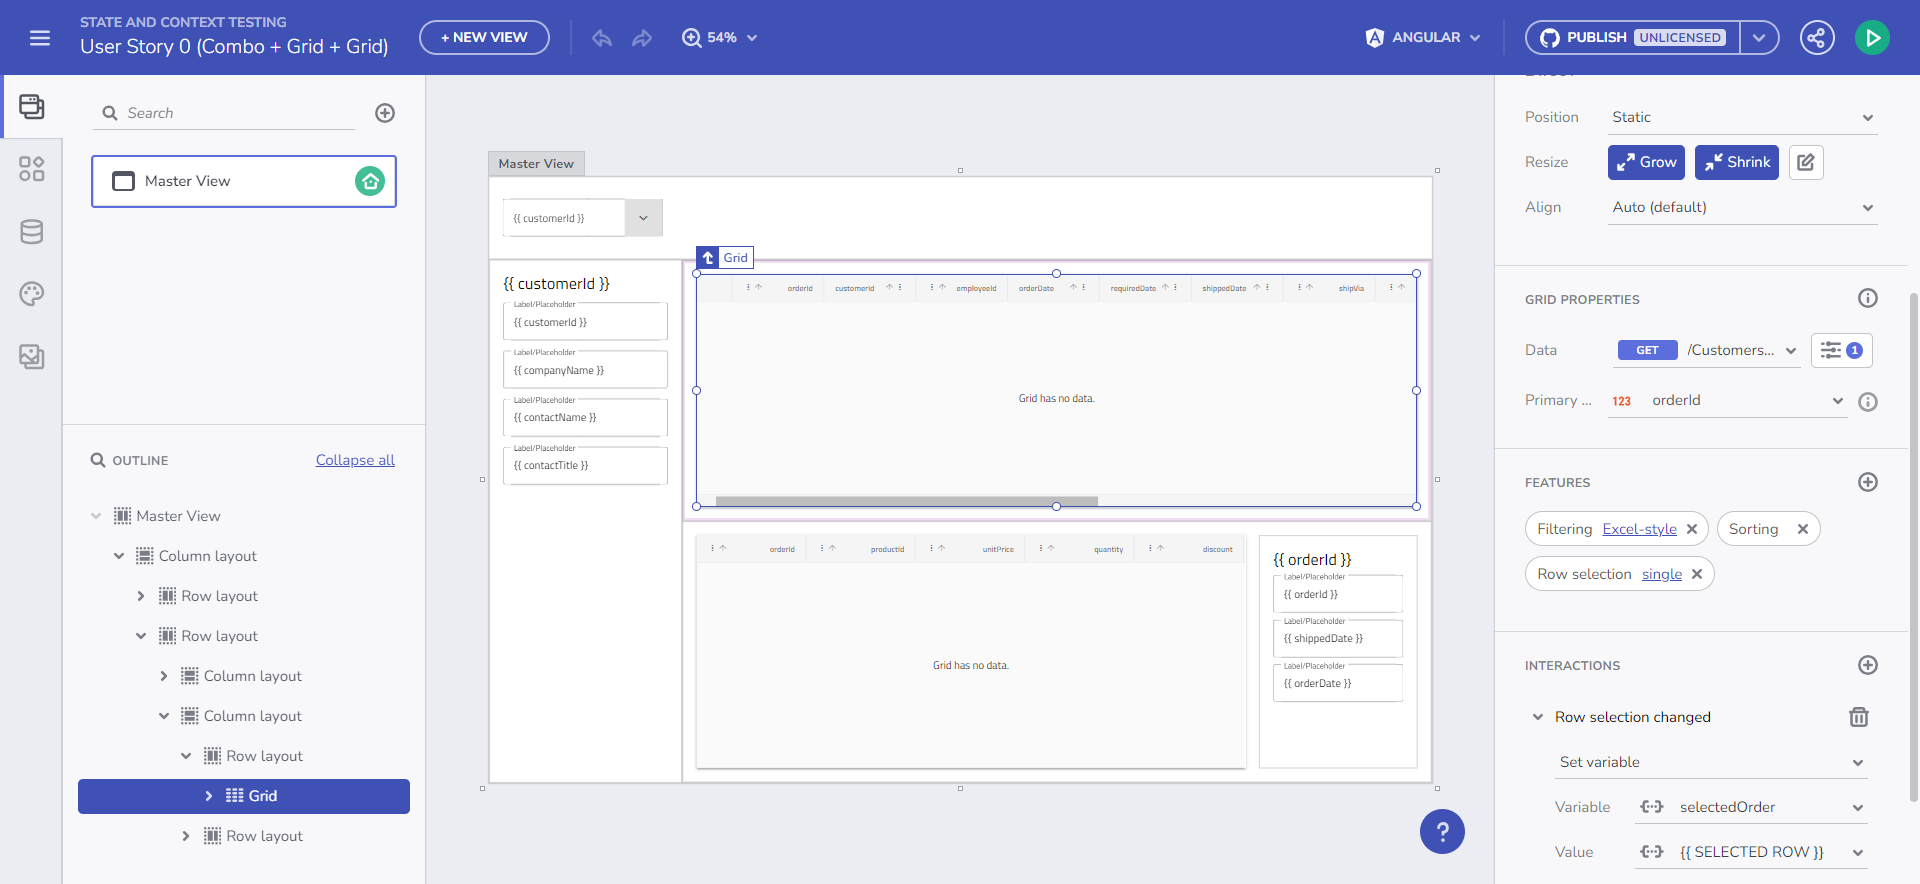 STATE AND CONTEXT TESTING
User Story 0 (Combo + Grid + Grid)
+ NEW VIEW
54%
ANGULAR
PUBLISH UNLICENSED
Search
Master View
OUTLINE
Collapse all
Master View
Column layout
Row layout
Row layout
Column layout
Column layout
Row layout
Grid
Row layout
Master View
{{ customerId }}
{{ customerId }}
Label/Placeholder
{{ customerId }}
Label/Placeholder
{{ companyName }}
Label/Placeholder
{{ contactName }}
Label/Placeholder
{{ contactTitle }}
Grid
orderId customerId employeeId orderDate requiredDate shippedDate shipVia
Grid has no data.
orderId productId unitPrice quantity discount
Grid has no data.
{{ orderId }}
Label/Placeholder
{{ orderId }}
Label/Placeholder
{{ shippedDate }}
Label/Placeholder
{{ orderDate }}
?
Position Static
Resize Grow Shrink
Align Auto (default)
GRID PROPERTIES
Data GET /Customers... 1
Primary ... 123 orderId
FEATURES
Filtering Excel-style
Sorting
Row selection single
INTERACTIONS
Row selection changed
Set variable
Variable selectedOrder
Value {{ SELECTED ROW }}